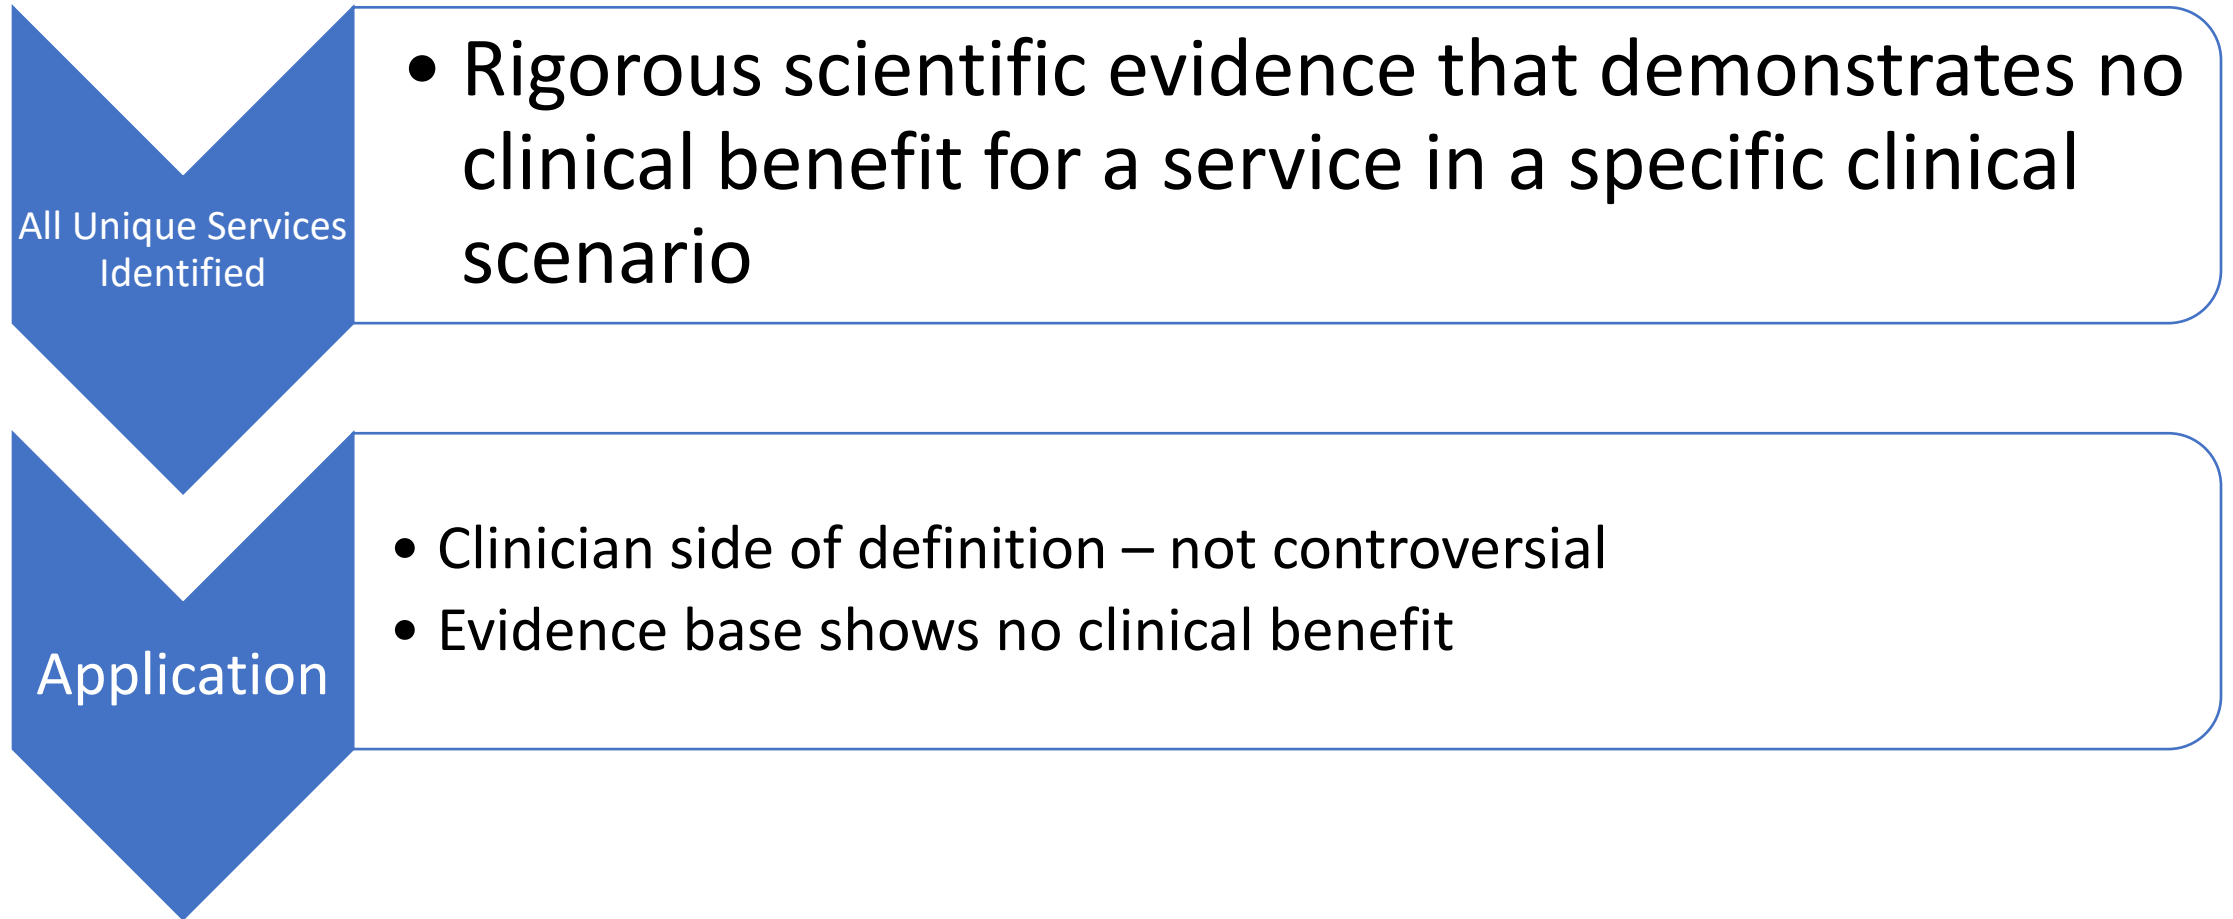 All Unique Services
Identified
• Rigorous scientific evidence that demonstrates no
clinical benefit for a service in a specific clinical
scenario
Application
• Clinician side of definition – not controversial
• Evidence base shows no clinical benefit